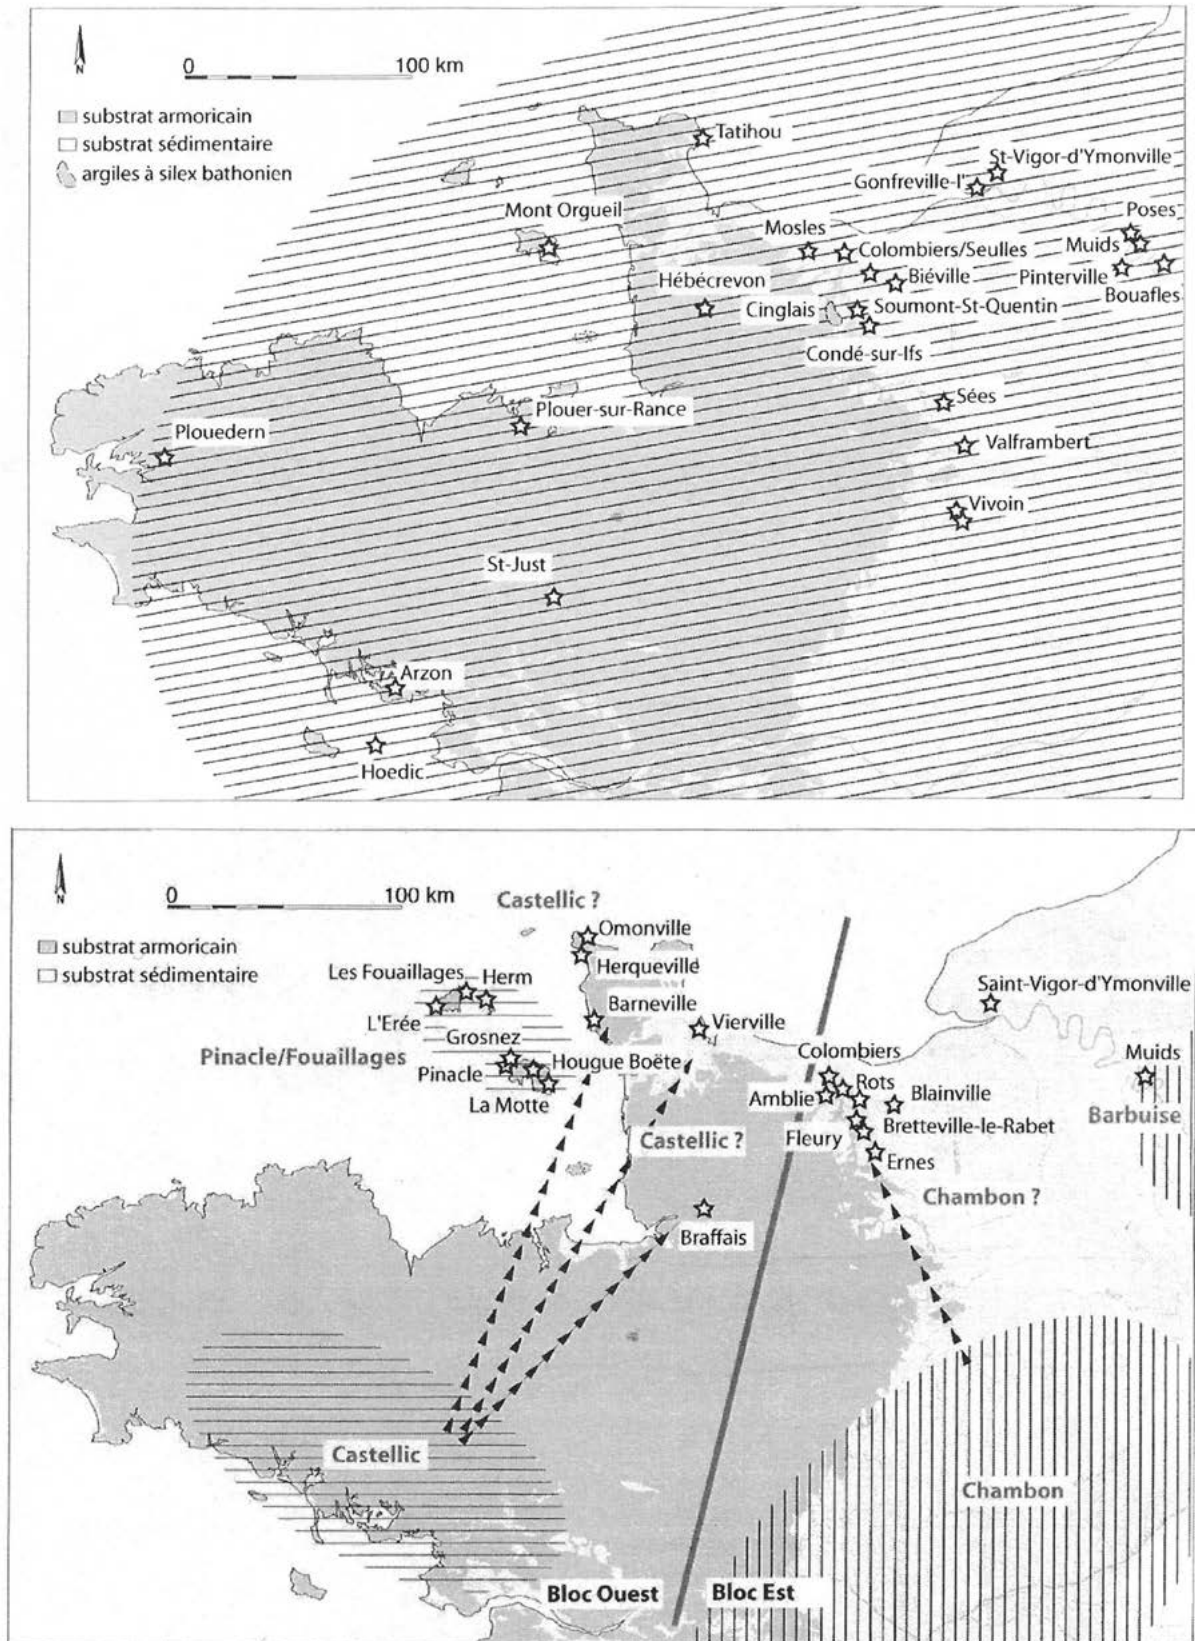 N
0 100 km
substrat armoricain
substrat sédimentaire
argiles à silex bathonien
Tatihou
St-Vigor-d'Ymonville
Gonfreville-l'
Mont Orgueil
Poses
Mosles
Muids
Colombiers/Seulles
Hébécrevon
Biéville
Pinterville
Cinglais
Soumont-St-Quentin
Bouafles
Condé-sur-Ifs
Sées
Plouer-sur-Rance
Plouedern
Valframbert
Vivoin
St-Just
Arzon
Hoedic
N
0 100 km
substrat armoricain
substrat sédimentaire
Castellic ?
Omonville
Herqueville
Les Fouaillages
Herm
Saint-Vigor-d'Ymonville
L'Erée
Barneville
Vierville
Grosnez
Pinacle/Fouaillages
Hougue Boëte
Colombiers
Muids
Pinacle
Rots
La Motte
Amblie
Blainville
Barbuise
Castellic ?
Fleury
Bretteville-le-Rabet
Ernes
Chambon ?
Braffais
Castellic
Chambon
Bloc Ouest
Bloc Est